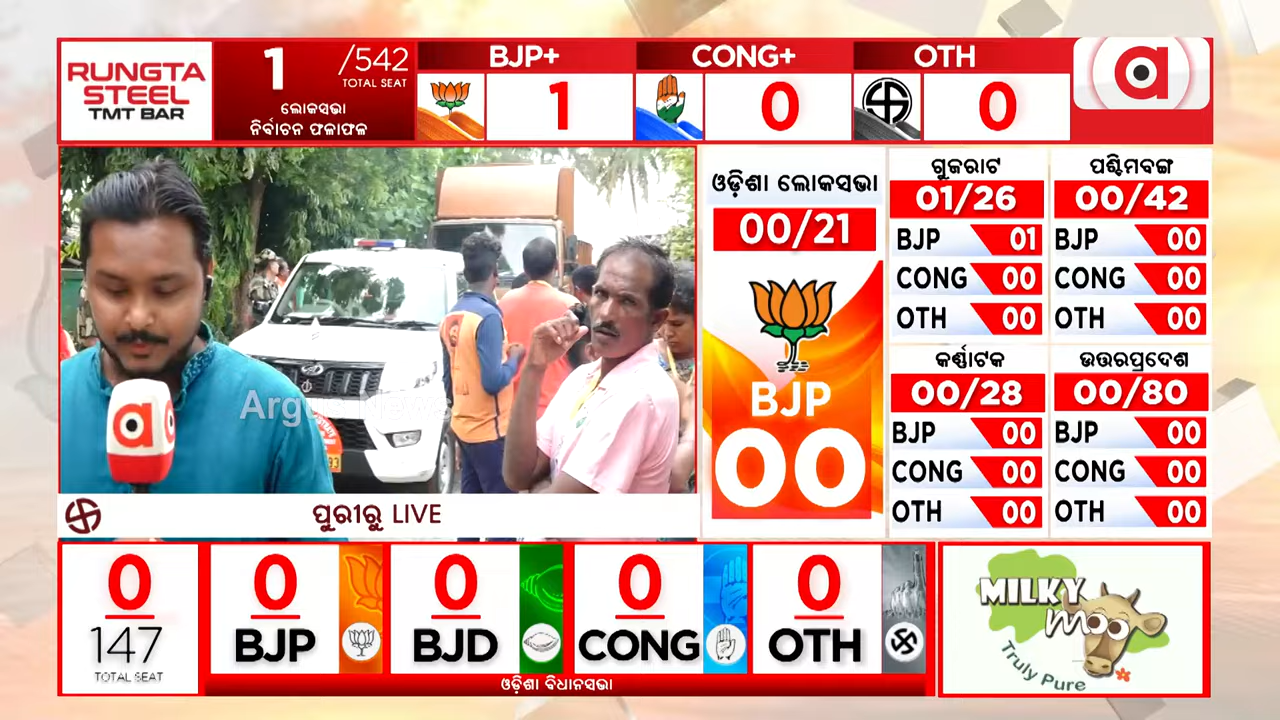 RUNGTA
STEEL
TMT BAR
1 /542
TOTAL SEAT
ଲୋକସଭା
ନିର୍ବାଚନ ଫଳାଫଳ
BJP+
1
CONG+
0
OTH
0
a
Argus News
a
ପୁରୀରୁ LIVE
ଓଡ଼ିଶା ଲୋକସଭା
00/21
BJP
00
ଗୁଜରାଟ
01/26
BJP 01
CONG 00
OTH 00
ପଶ୍ଚିମବଙ୍ଗ
00/42
BJP 00
CONG 00
OTH 00
କର୍ଣ୍ଣାଟକ
00/28
BJP 00
CONG 00
OTH 00
ଉତ୍ତରପ୍ରଦେଶ
00/80
BJP 00
CONG 00
OTH 00
0
147
TOTAL SEAT
0
BJP
0
BJD
0
CONG
0
OTH
ଓଡ଼ିଶା ବିଧାନସଭା
MILKY
moo
Truly Pure